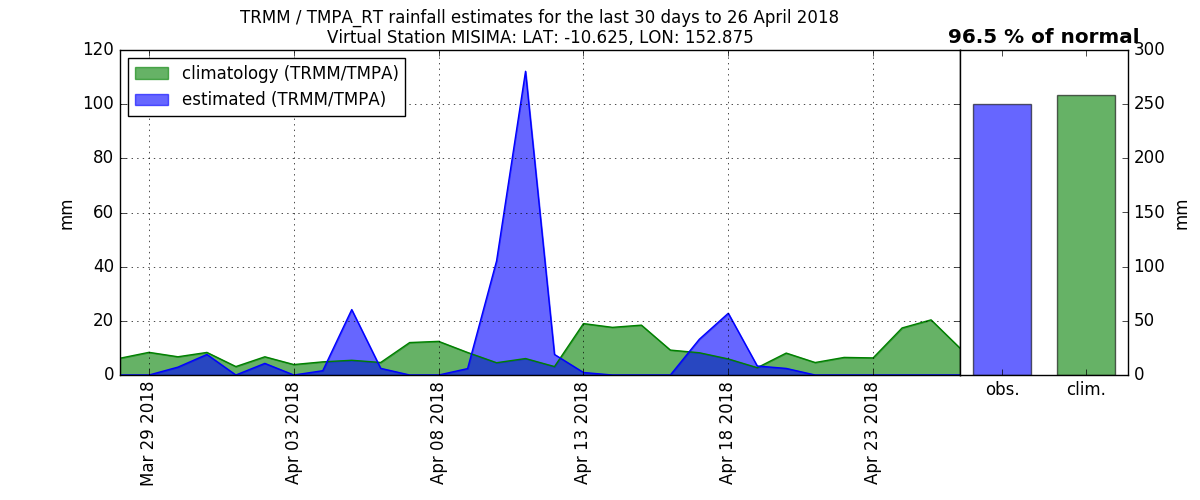 TRMM / TMPA_RT rainfall estimates for the last 30 days to 26 April 2018
Virtual Station MISIMA: LAT: -10.625, LON: 152.875
96.5 % of normal
climatology (TRMM/TMPA)
estimated (TRMM/TMPA)
120
100
80
60
40
20
0
mm
Mar 29 2018
Apr 03 2018
Apr 08 2018
Apr 13 2018
Apr 18 2018
Apr 23 2018
300
250
200
150
100
50
0
mm
obs.
clim.